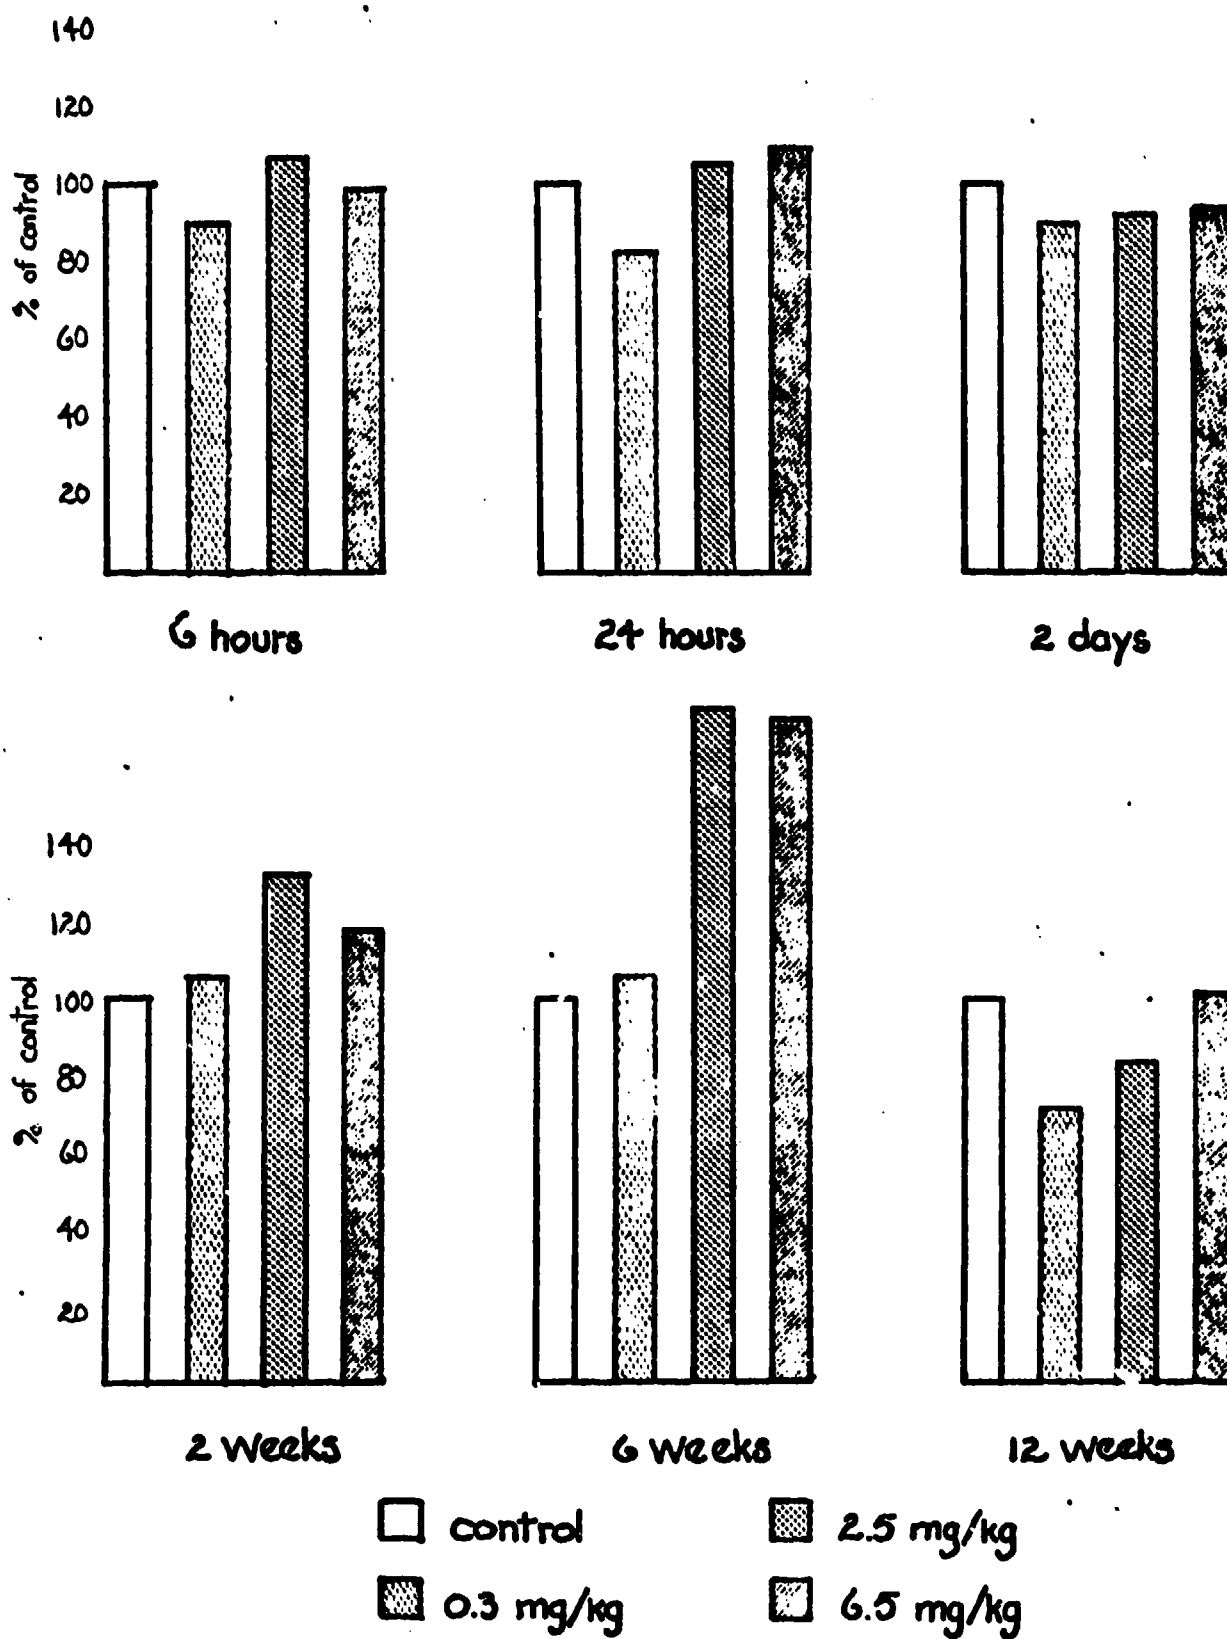 140
120
100
80
60
40
20
% of control
6 hours
24 hours
2 days
140
120
100
80
60
40
20
% of control
2 weeks
6 weeks
12 weeks
control
2.5 mg/kg
0.3 mg/kg
6.5 mg/kg